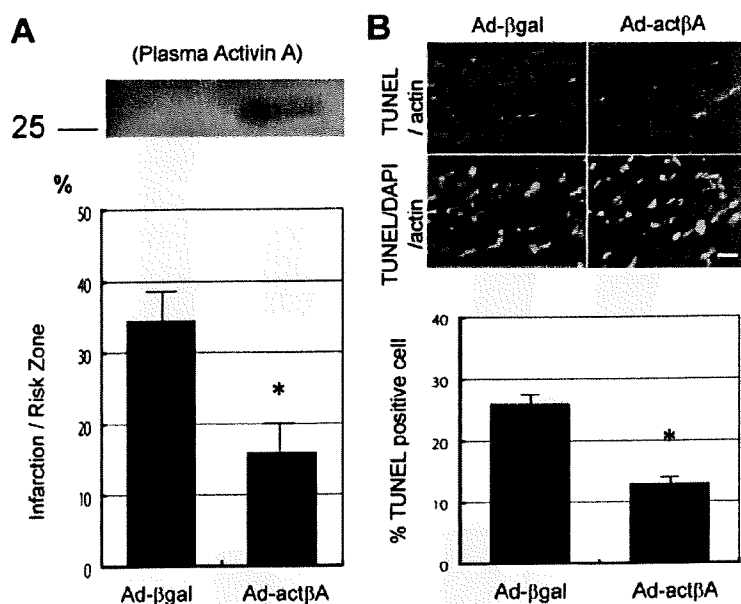 A
(Plasma Activin A)
25
%
50
40
30
20
10
0
Infarction / Risk Zone
*
Ad-βgal Ad-actβA
B
Ad-βgal Ad-actβA
TUNEL
/ actin
TUNEL/DAPI
/actin
40
30
20
10
0
% TUNEL positive cell
*
Ad-βgal Ad-actβA